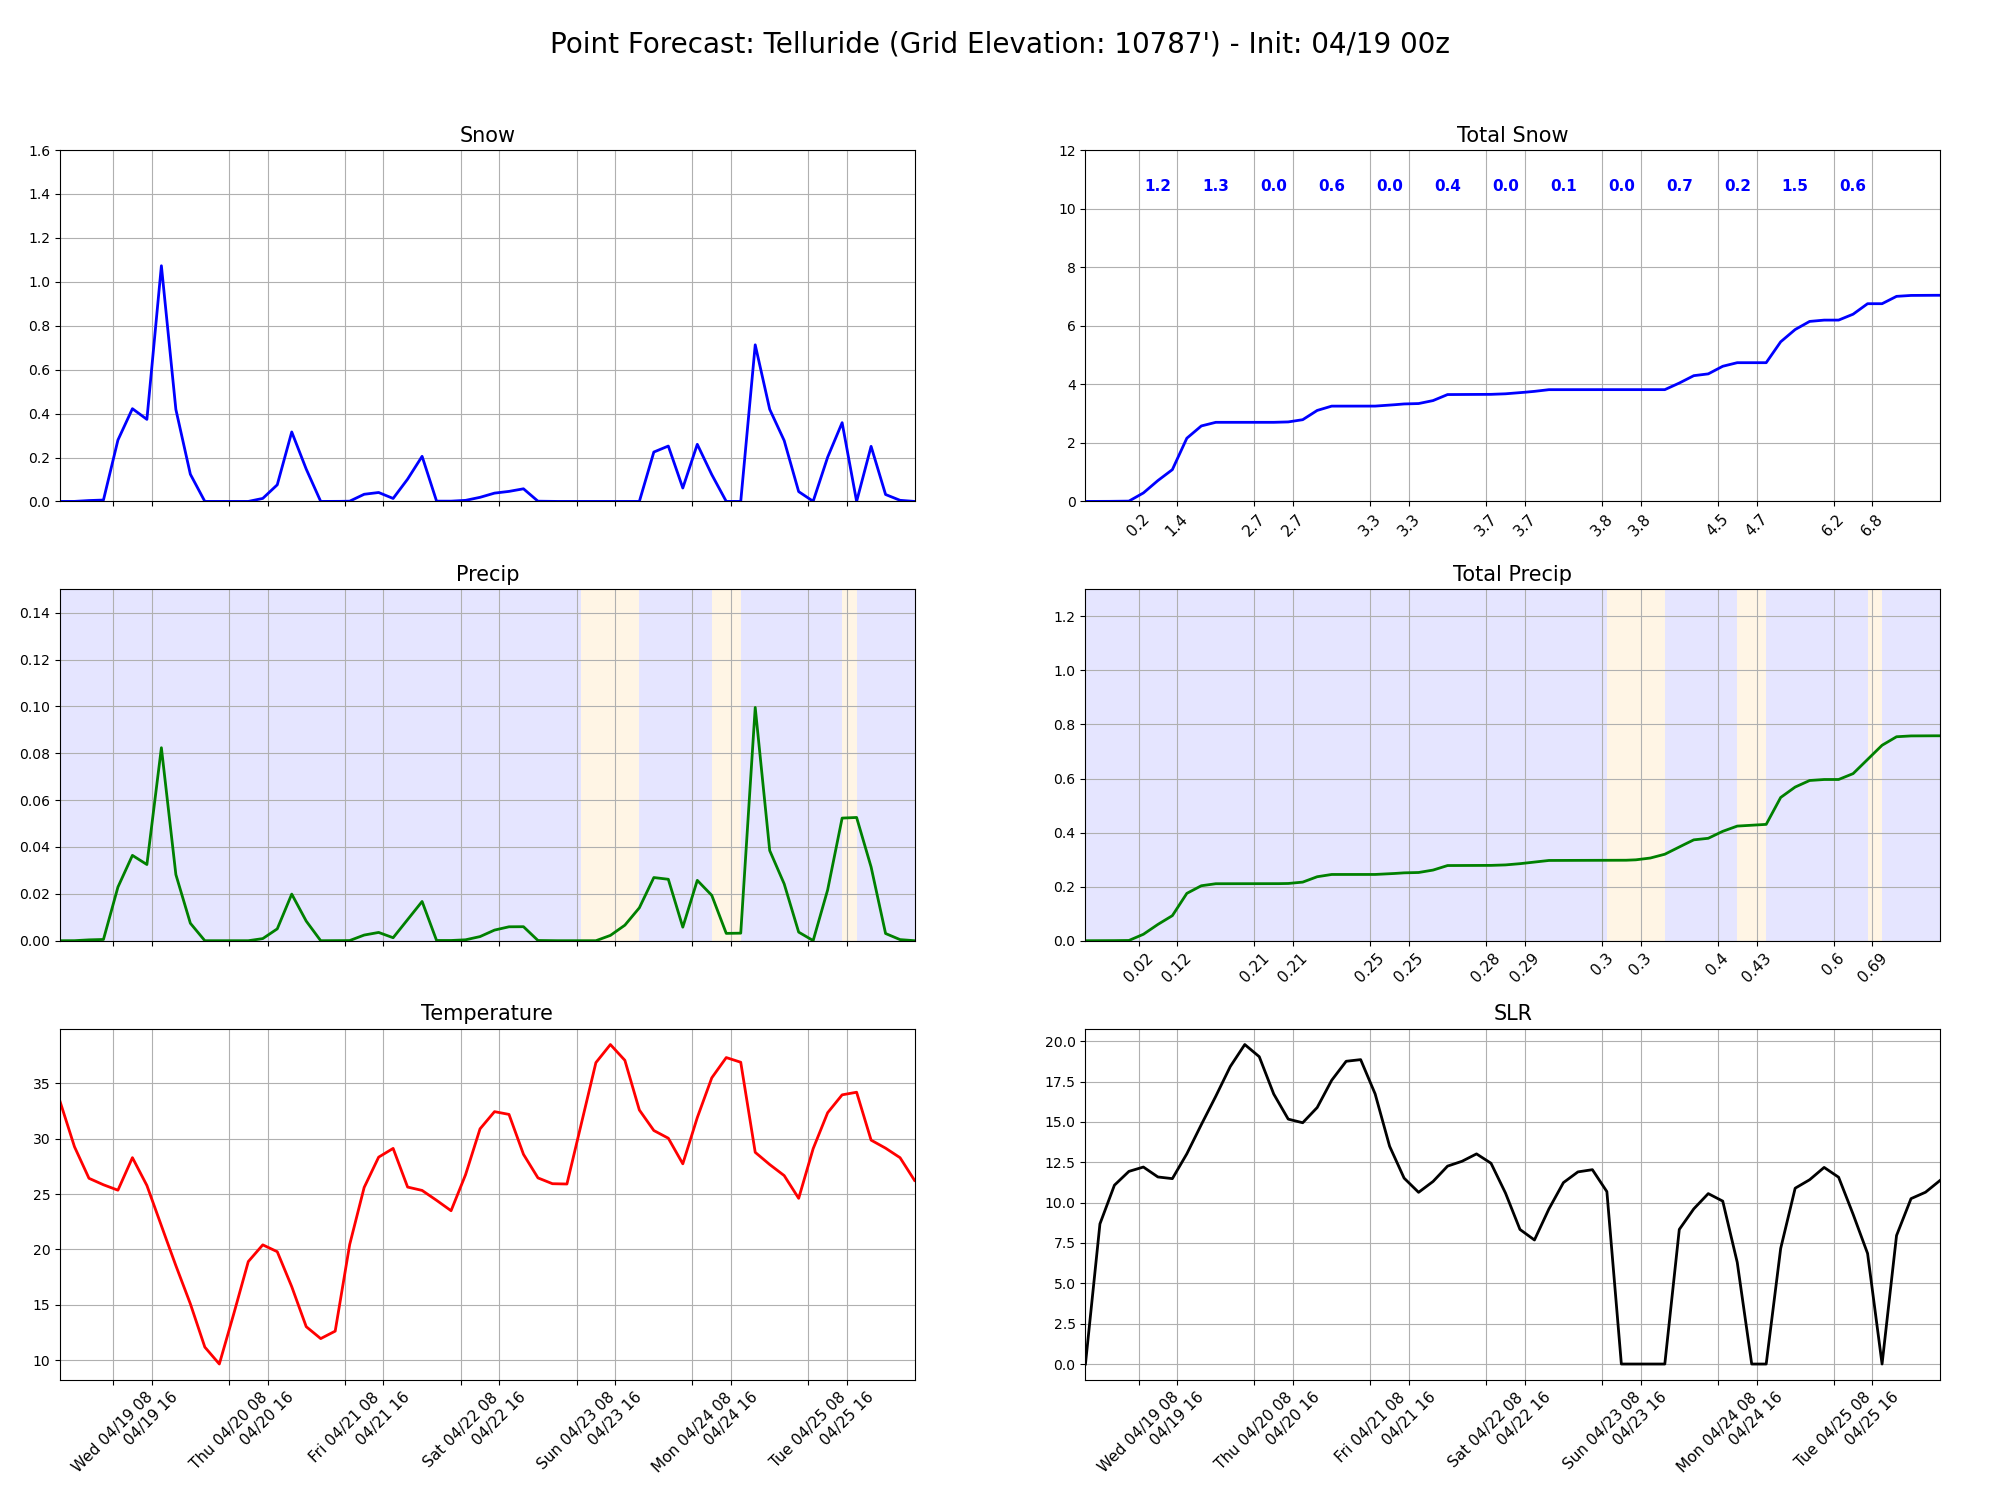 Point Forecast: Telluride (Grid Elevation: 10787') - Init: 04/19 00z
Snow
1.6
1.4
1.2
1.0
0.8
0.6
0.4
0.2
0.0
Total Snow
12
10
8
6
4
2
0
1.2 1.3 0.0 0.6 0.0 0.4 0.0 0.1 0.0 0.7 0.2 1.5 0.6
0.2 1.4 2.7 2.7 3.3 3.3 3.7 3.7 3.8 3.8 4.5 4.7 6.2 6.8
Precip
0.14
0.12
0.10
0.08
0.06
0.04
0.02
0.00
Total Precip
1.2
1.0
0.8
0.6
0.4
0.2
0.0
0.02 0.12 0.21 0.21 0.25 0.25 0.28 0.29 0.3 0.3 0.4 0.43 0.6 0.69
Temperature
35
30
25
20
15
10
Wed 04/19 08
04/19 16
Thu 04/20 08
04/20 16
Fri 04/21 08
04/21 16
Sat 04/22 08
04/22 16
Sun 04/23 08
04/23 16
Mon 04/24 08
04/24 16
Tue 04/25 08
04/25 16
SLR
20.0
17.5
15.0
12.5
10.0
7.5
5.0
2.5
0.0
Wed 04/19 08
04/19 16
Thu 04/20 08
04/20 16
Fri 04/21 08
04/21 16
Sat 04/22 08
04/22 16
Sun 04/23 08
04/23 16
Mon 04/24 08
04/24 16
Tue 04/25 08
04/25 16